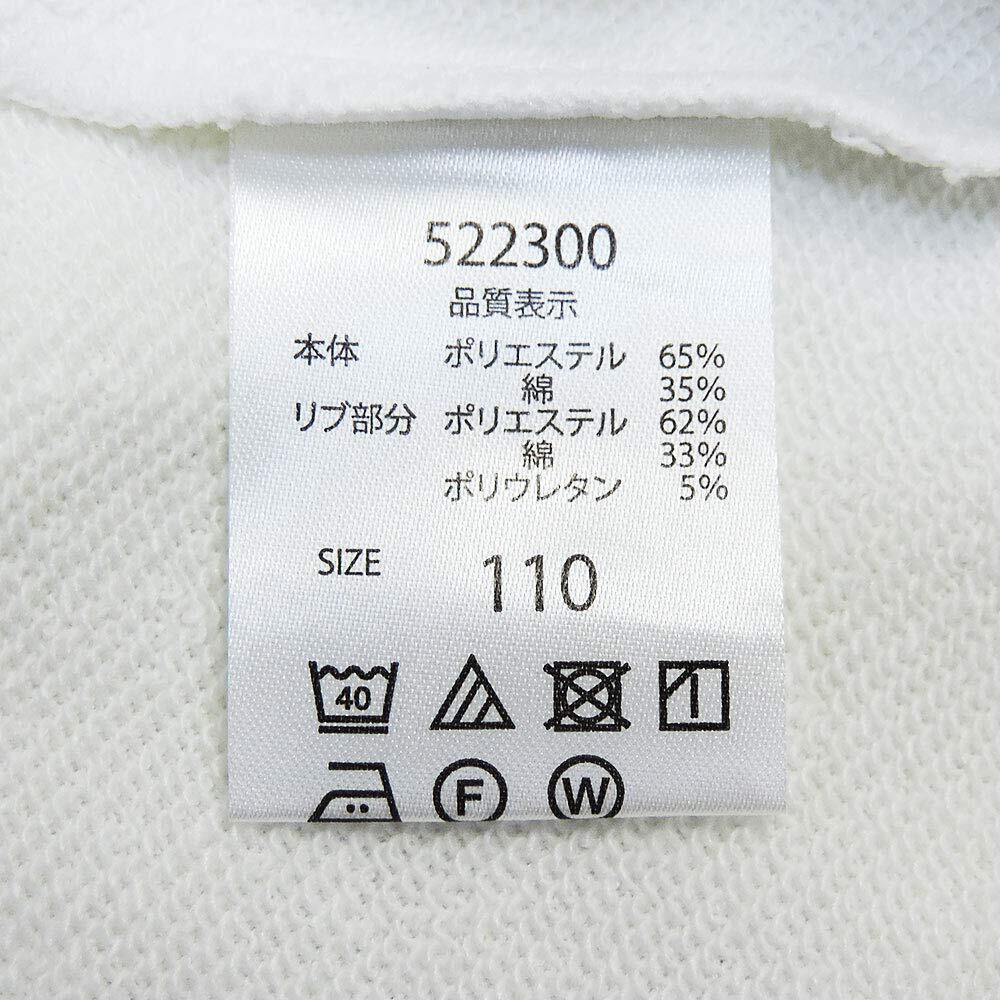 522300
品質表示
本体 ポリエステル 65%
綿 35%
リブ部分 ポリエステル 62%
綿 33%
ポリウレタン 5%
SIZE 110
40
F W